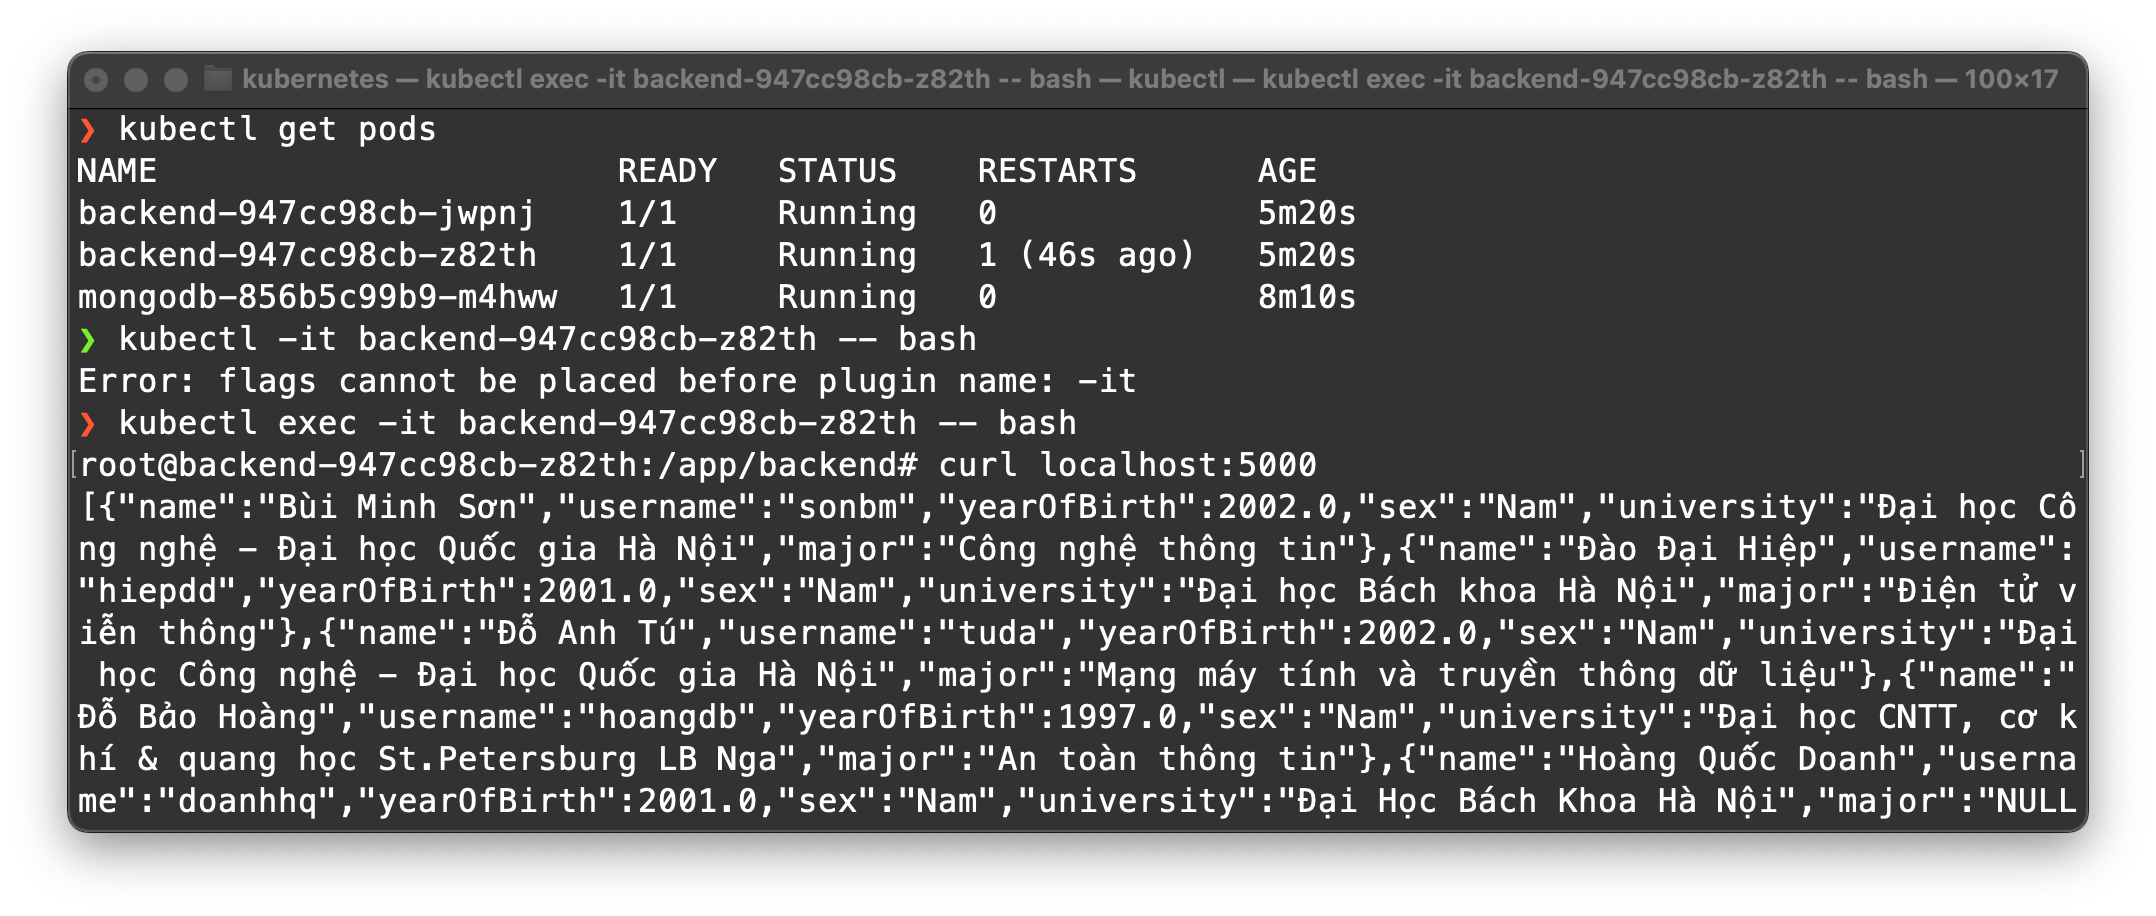 kubernetes — kubectl exec -it backend-947cc98cb-z82th -- bash — kubectl — kubectl exec -it backend-947cc98cb-z82th -- bash — 100×17
❯ kubectl get pods
NAME                       READY   STATUS    RESTARTS      AGE
backend-947cc98cb-jwpnj    1/1     Running   0             5m20s
backend-947cc98cb-z82th    1/1     Running   1 (46s ago)   5m20s
mongodb-856b5c99b9-m4hww   1/1     Running   0             8m10s
❯ kubectl -it backend-947cc98cb-z82th -- bash
Error: flags cannot be placed before plugin name: -it
❯ kubectl exec -it backend-947cc98cb-z82th -- bash
[root@backend-947cc98cb-z82th:/app/backend# curl localhost:5000 ]
[{"name":"Bùi Minh Sơn","username":"sonbm","yearOfBirth":2002.0,"sex":"Nam","university":"Đại học Cô
ng nghệ - Đại học Quốc gia Hà Nội","major":"Công nghệ thông tin"},{"name":"Đào Đại Hiệp","username":
"hiepdd","yearOfBirth":2001.0,"sex":"Nam","university":"Đại học Bách khoa Hà Nội","major":"Điện tử v
iễn thông"},{"name":"Đỗ Anh Tú","username":"tuda","yearOfBirth":2002.0,"sex":"Nam","university":"Đại
 học Công nghệ - Đại học Quốc gia Hà Nội","major":"Mạng máy tính và truyền thông dữ liệu"},{"name":"
Đỗ Bảo Hoàng","username":"hoangdb","yearOfBirth":1997.0,"sex":"Nam","university":"Đại học CNTT, cơ k
hí & quang học St.Petersburg LB Nga","major":"An toàn thông tin"},{"name":"Hoàng Quốc Doanh","userna
me":"doanhhq","yearOfBirth":2001.0,"sex":"Nam","university":"Đại Học Bách Khoa Hà Nội","major":"NULL